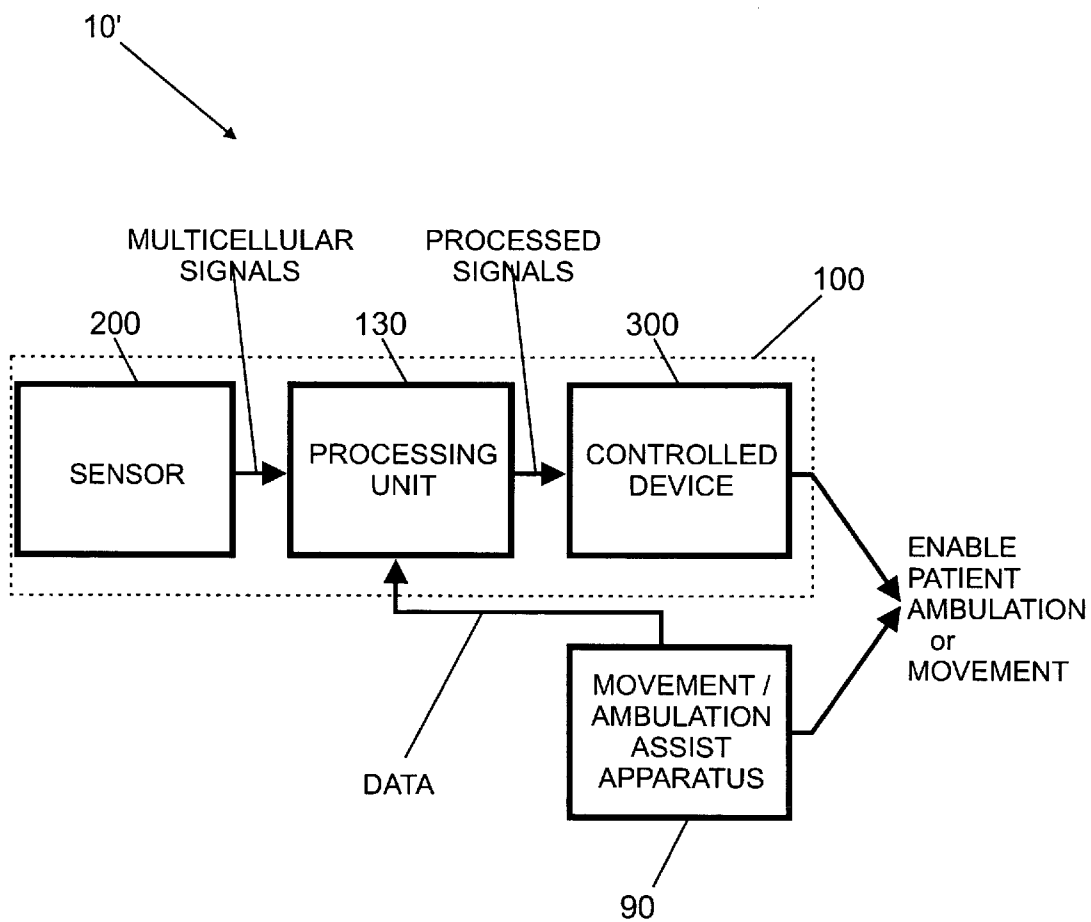 10'
MULTICELLULAR
SIGNALS
PROCESSED
SIGNALS
100
200
130
300
SENSOR
PROCESSING
UNIT
CONTROLLED
DEVICE
ENABLE
PATIENT
AMBULATION
or
MOVEMENT
MOVEMENT /
AMBULATION
ASSIST
APPARATUS
DATA
90